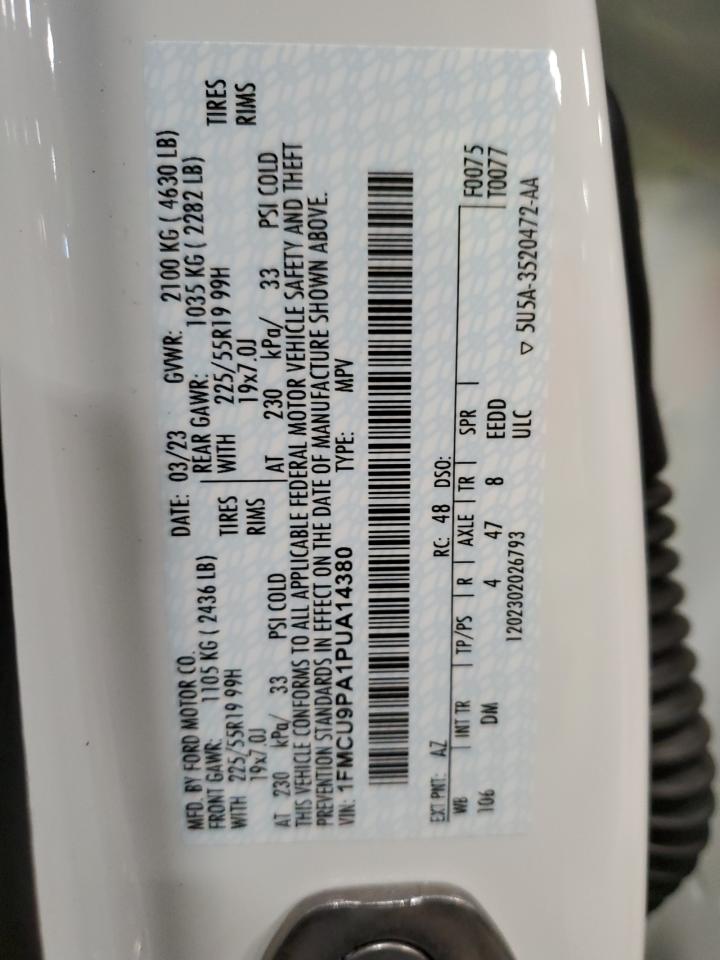 MFD. BY FORD MOTOR CO. DATE: 03/23 GVWR: 2100 KG ( 4630 LB)
FRONT GAWR: 1105 KG ( 2436 LB) REAR GAWR: 1035 KG ( 2282 LB)
WITH 225/55R19 99H TIRES WITH 225/55R19 99H TIRES
19x7.0J RIMS 19x7.0J RIMS
AT 230 kPa/ 33 PSI COLD AT 230 kPa/ 33 PSI COLD
THIS VEHICLE CONFORMS TO ALL APPLICABLE FEDERAL MOTOR VEHICLE SAFETY AND THEFT
PREVENTION STANDARDS IN EFFECT ON THE DATE OF MANUFACTURE SHOWN ABOVE.
VIN: 1FMCU9PA1PUA14380 TYPE: MPV
EXT PNT: AZ RC: 48 DSO:
WB INT TR TP/PS R AXLE TR SPR F0075
106 DM 4 47 8 EEDD T0077
1202302026793 ULC ▽ 5U5A-3520472-AA